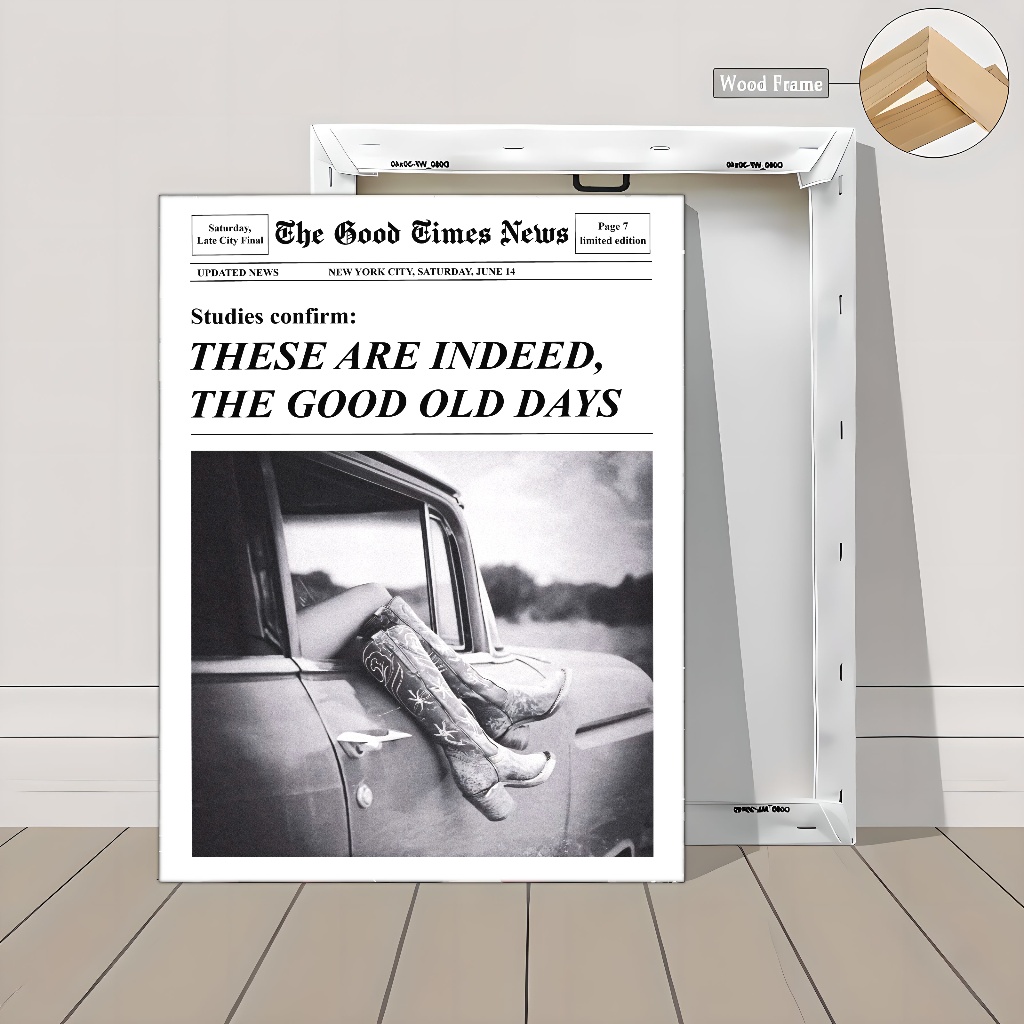 Wood Frame
Saturday,
Late City Final
The Good Times News
Page 7
limited edition
UPDATED NEWS
NEW YORK CITY, SATURDAY, JUNE 14
Studies confirm:
THESE ARE INDEED,
THE GOOD OLD DAYS